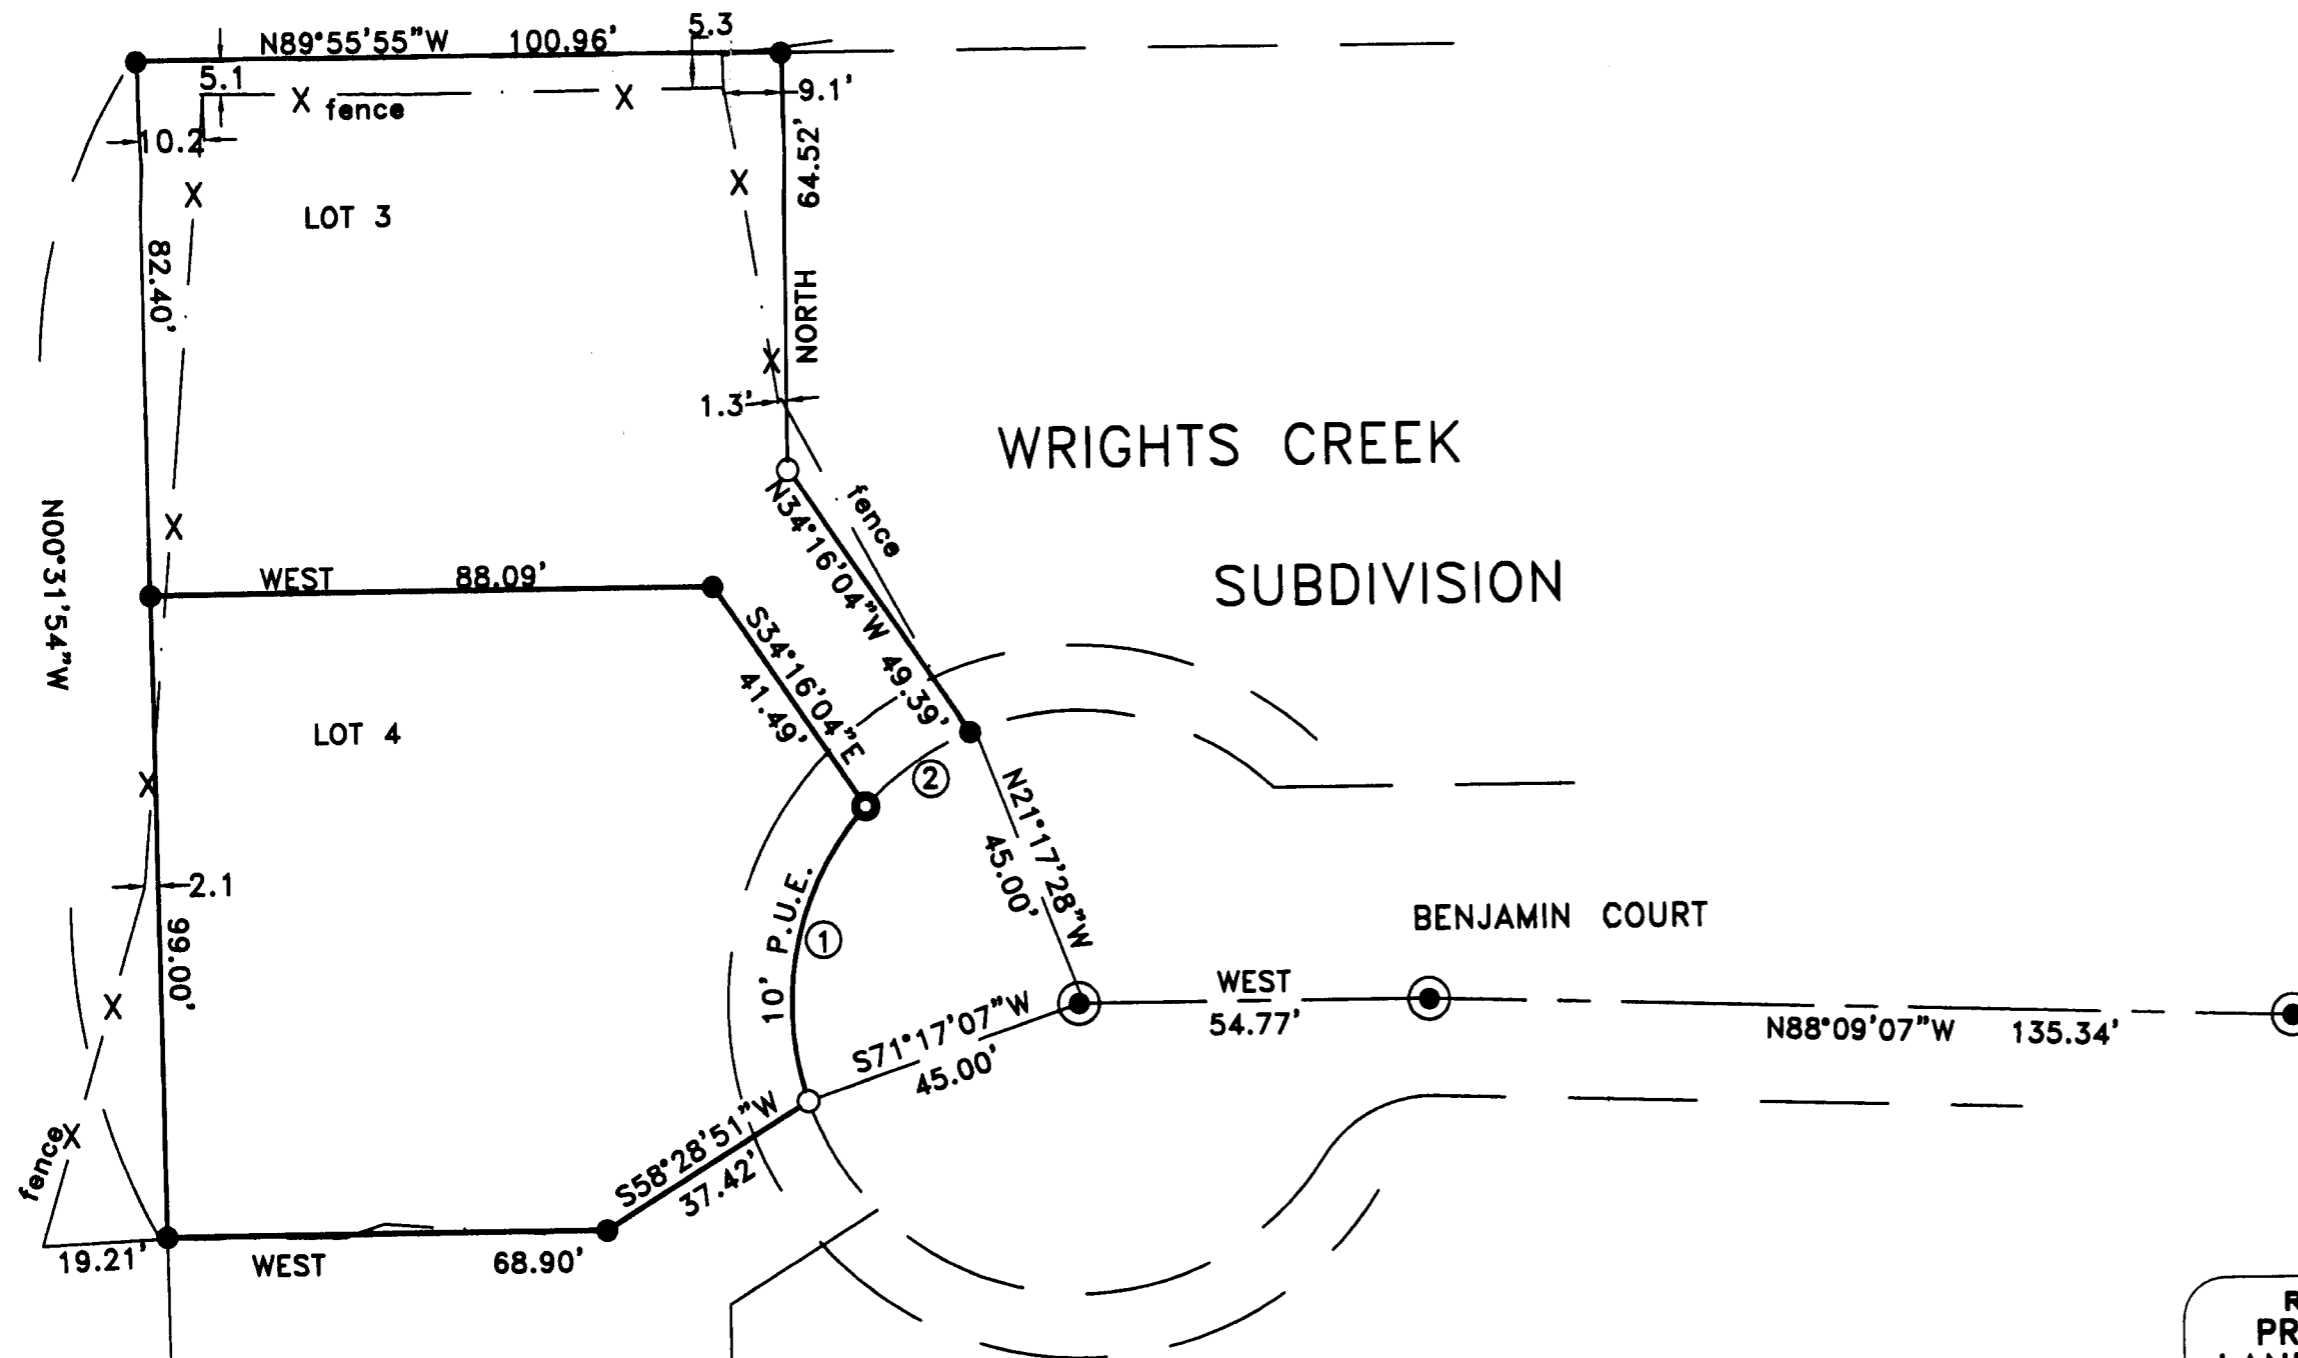 5.3
N89°55'55"W 100.96'
5.1
fence
9.1'
10.2
64.52'
LOT 3
82.40'
NORTH
1.3'
WRIGHTS CREEK
SUBDIVISION
fence
N34°16'04"W 49.39'
N00°31'54"W
WEST 88.09'
S34°16'04"E
41.49'
LOT 4
2
N21°17'28"W
45.00'
2.1
99.00'
10' P.U.E.
1
BENJAMIN COURT
WEST
54.77'
N88°09'07"W 135.34'
S71°17'07"W
45.00'
S58°28'51"W
37.42'
fence
19.21'
WEST 68.90'
X
X
X
X
X
X
X
X
X
PR